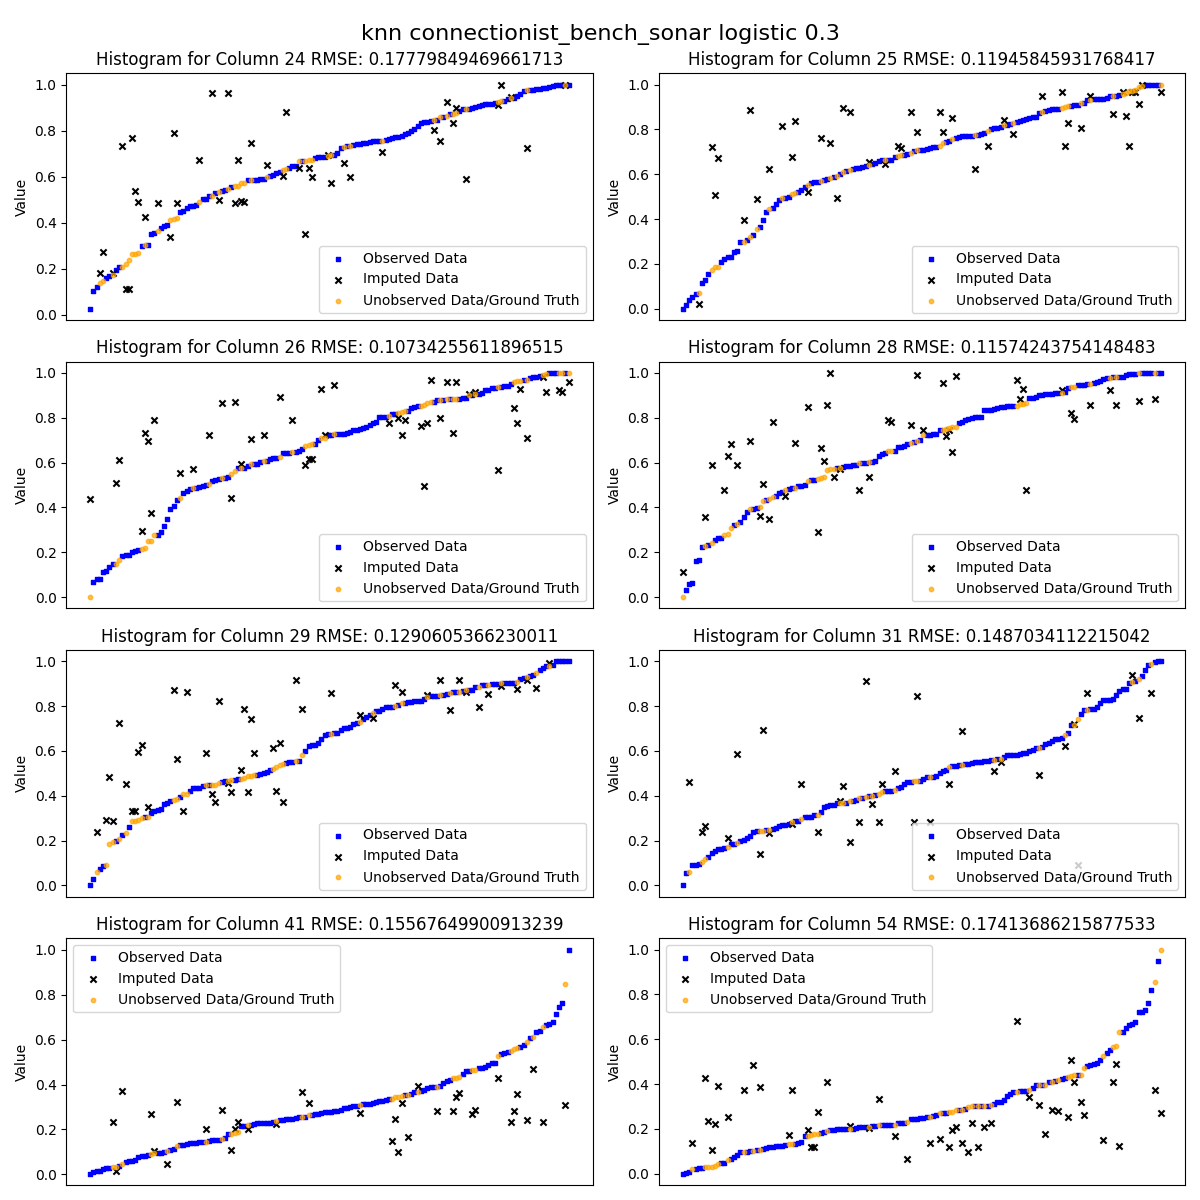 knn connectionist_bench_sonar logistic 0.3
Histogram for Column 24 RMSE: 0.17779849469661713
1.0
0.8
0.6
0.4
0.2
0.0
Value
Observed Data
Imputed Data
Unobserved Data/Ground Truth
Histogram for Column 25 RMSE: 0.11945845931768417
1.0
0.8
0.6
0.4
0.2
0.0
Value
Observed Data
Imputed Data
Unobserved Data/Ground Truth
Histogram for Column 26 RMSE: 0.10734255611896515
1.0
0.8
0.6
0.4
0.2
0.0
Value
Observed Data
Imputed Data
Unobserved Data/Ground Truth
Histogram for Column 28 RMSE: 0.11574243754148483
1.0
0.8
0.6
0.4
0.2
0.0
Value
Observed Data
Imputed Data
Unobserved Data/Ground Truth
Histogram for Column 29 RMSE: 0.1290605366230011
1.0
0.8
0.6
0.4
0.2
0.0
Value
Observed Data
Imputed Data
Unobserved Data/Ground Truth
Histogram for Column 31 RMSE: 0.1487034112215042
1.0
0.8
0.6
0.4
0.2
0.0
Value
Observed Data
Imputed Data
Unobserved Data/Ground Truth
Histogram for Column 41 RMSE: 0.15567649900913239
1.0
0.8
0.6
0.4
0.2
0.0
Value
Observed Data
Imputed Data
Unobserved Data/Ground Truth
Histogram for Column 54 RMSE: 0.17413686215877533
1.0
0.8
0.6
0.4
0.2
0.0
Value
Observed Data
Imputed Data
Unobserved Data/Ground Truth